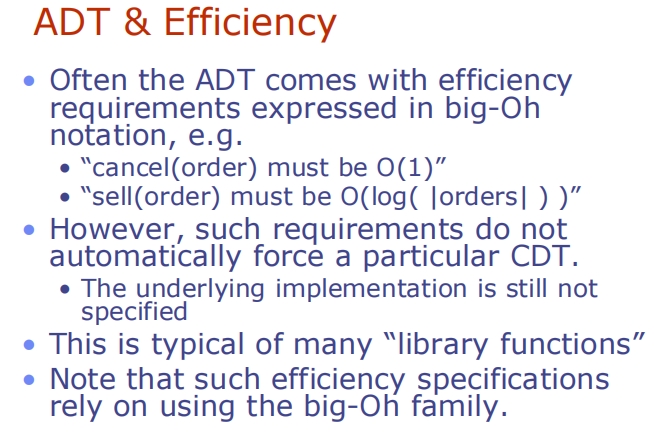 ADT & Efficiency
• Often the ADT comes with efficiency
requirements expressed in big-Oh
notation, e.g.
• “cancel(order) must be O(1)”
• “sell(order) must be O(log( |orders| ) )”
• However, such requirements do not
automatically force a particular CDT.
• The underlying implementation is still not
specified
• This is typical of many “library functions”
• Note that such efficiency specifications
rely on using the big-Oh family.